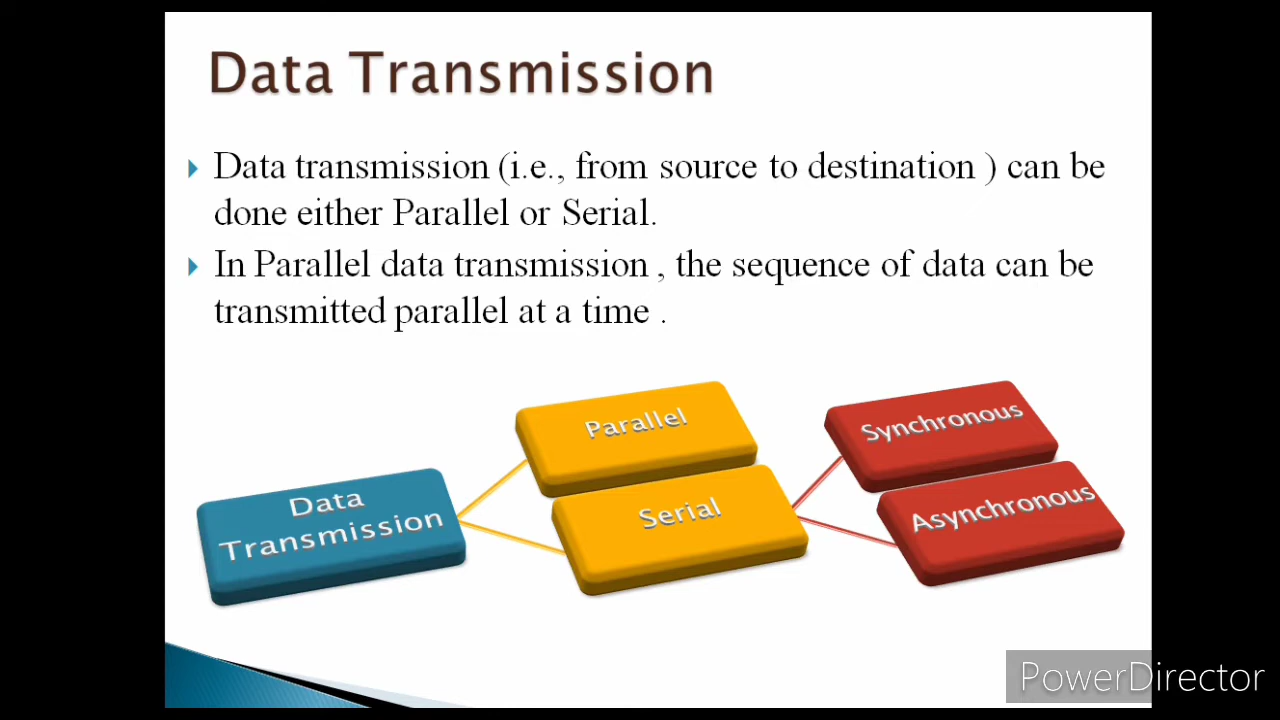 Data Transmission
Data transmission (i.e., from source to destination ) can be
done either Parallel or Serial.
In Parallel data transmission , the sequence of data can be
transmitted parallel at a time .
Parallel
Synchronous
Data
Transmission
Serial
Asynchronous
PowerDirector